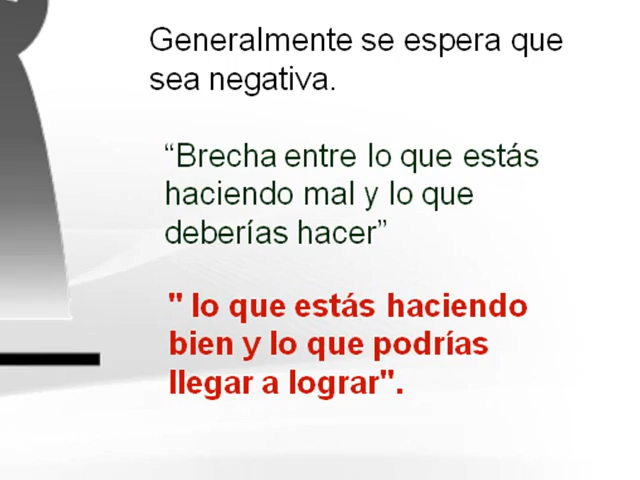 Generalmente se espera que
sea negativa.
“Brecha entre lo que estás
haciendo mal y lo que
deberías hacer”
" lo que estás haciendo
bien y lo que podrías
llegar a lograr".